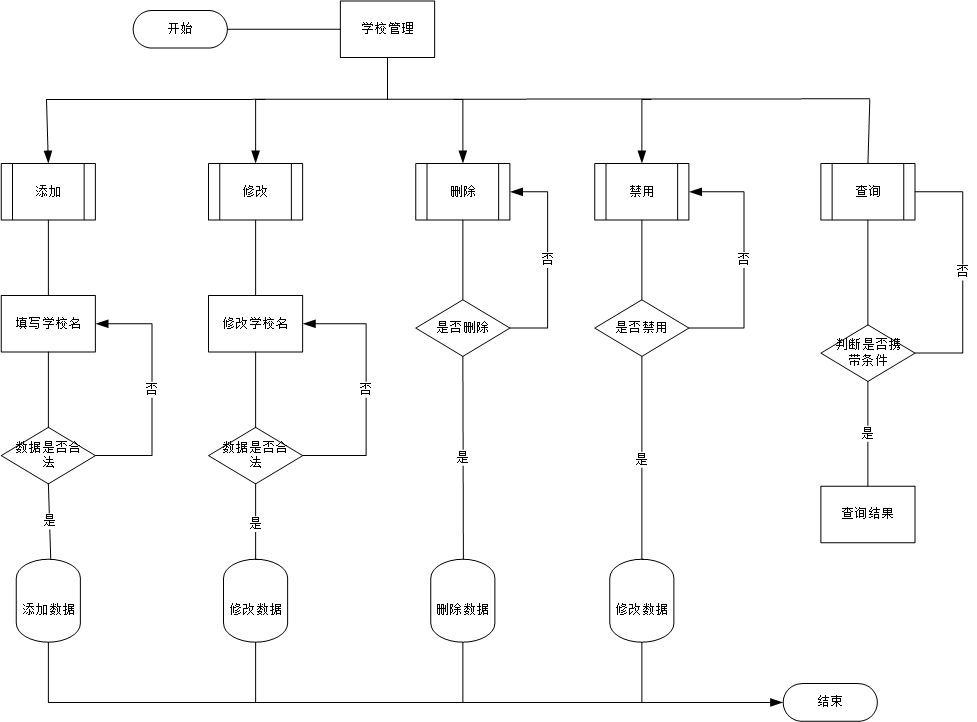 开始
学校管理
添加
修改
删除
禁用
查询
否
否
否
填写学校名
修改学校名
是否删除
是否禁用
判断是否携
带条件
否
否
是
数据是否合
法
数据是否合
法
是
是
查询结果
是
是
添加数据
修改数据
删除数据
修改数据
结束